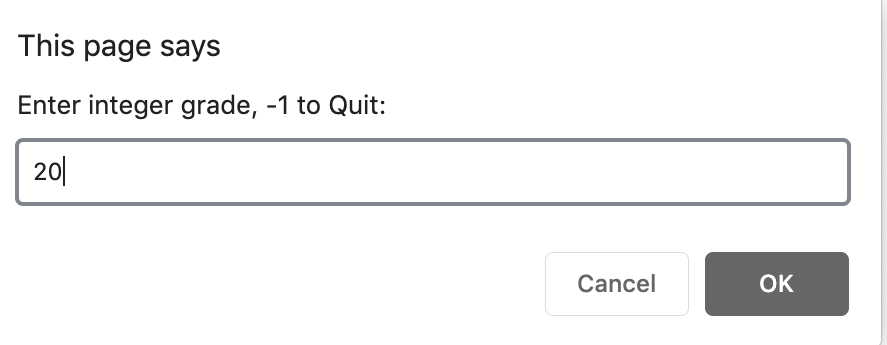 This page says
Enter integer grade, -1 to Quit:
20
Cancel OK